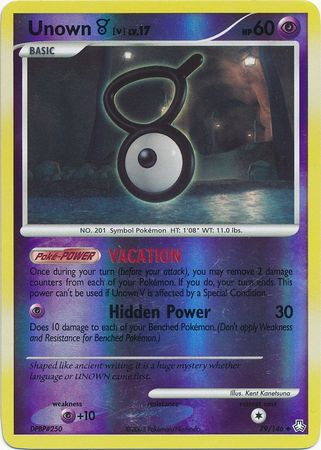 Unown [V] LV.17 HP 60
BASIC
NO. 201 Symbol Pokémon HT: 1'08" WT: 11.0 lbs.
Poké-POWER VACATION
Once during your turn (before your attack), you may remove 2 damage
counters from each of your Pokémon. If you do, your turn ends. This
power can't be used if Unown V is affected by a Special Condition.
Hidden Power 30
Does 10 damage to each of your Benched Pokémon. (Don't apply Weakness
and Resistance for Benched Pokémon.)
Shaped like ancient writing, it is a huge mystery whether
language or UNOWN came first.
Illus. Kent Kanetsuna
weakness resistance retreat cost
+10
DPBP#250 ©2008 Pokémon/Nintendo 79/146